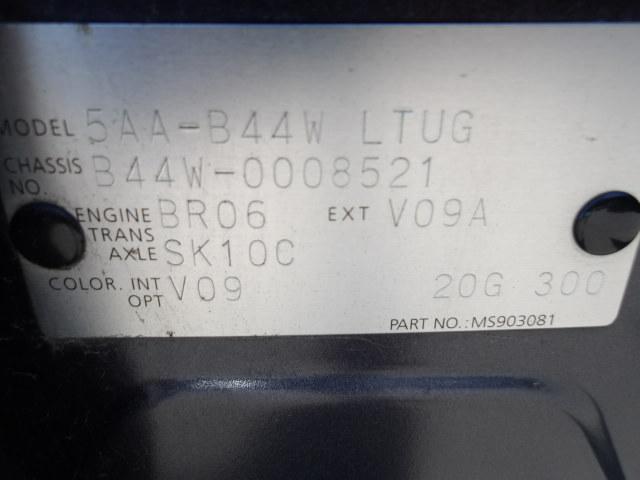 MODEL 5AA-B44W LTUG
CHASSIS NO. B44W-0008521
ENGINE BR06 EXT V09A
TRANS AXLE SK10C
COLOR. INT V09
OPT 20G 300
PART NO.: MS903081